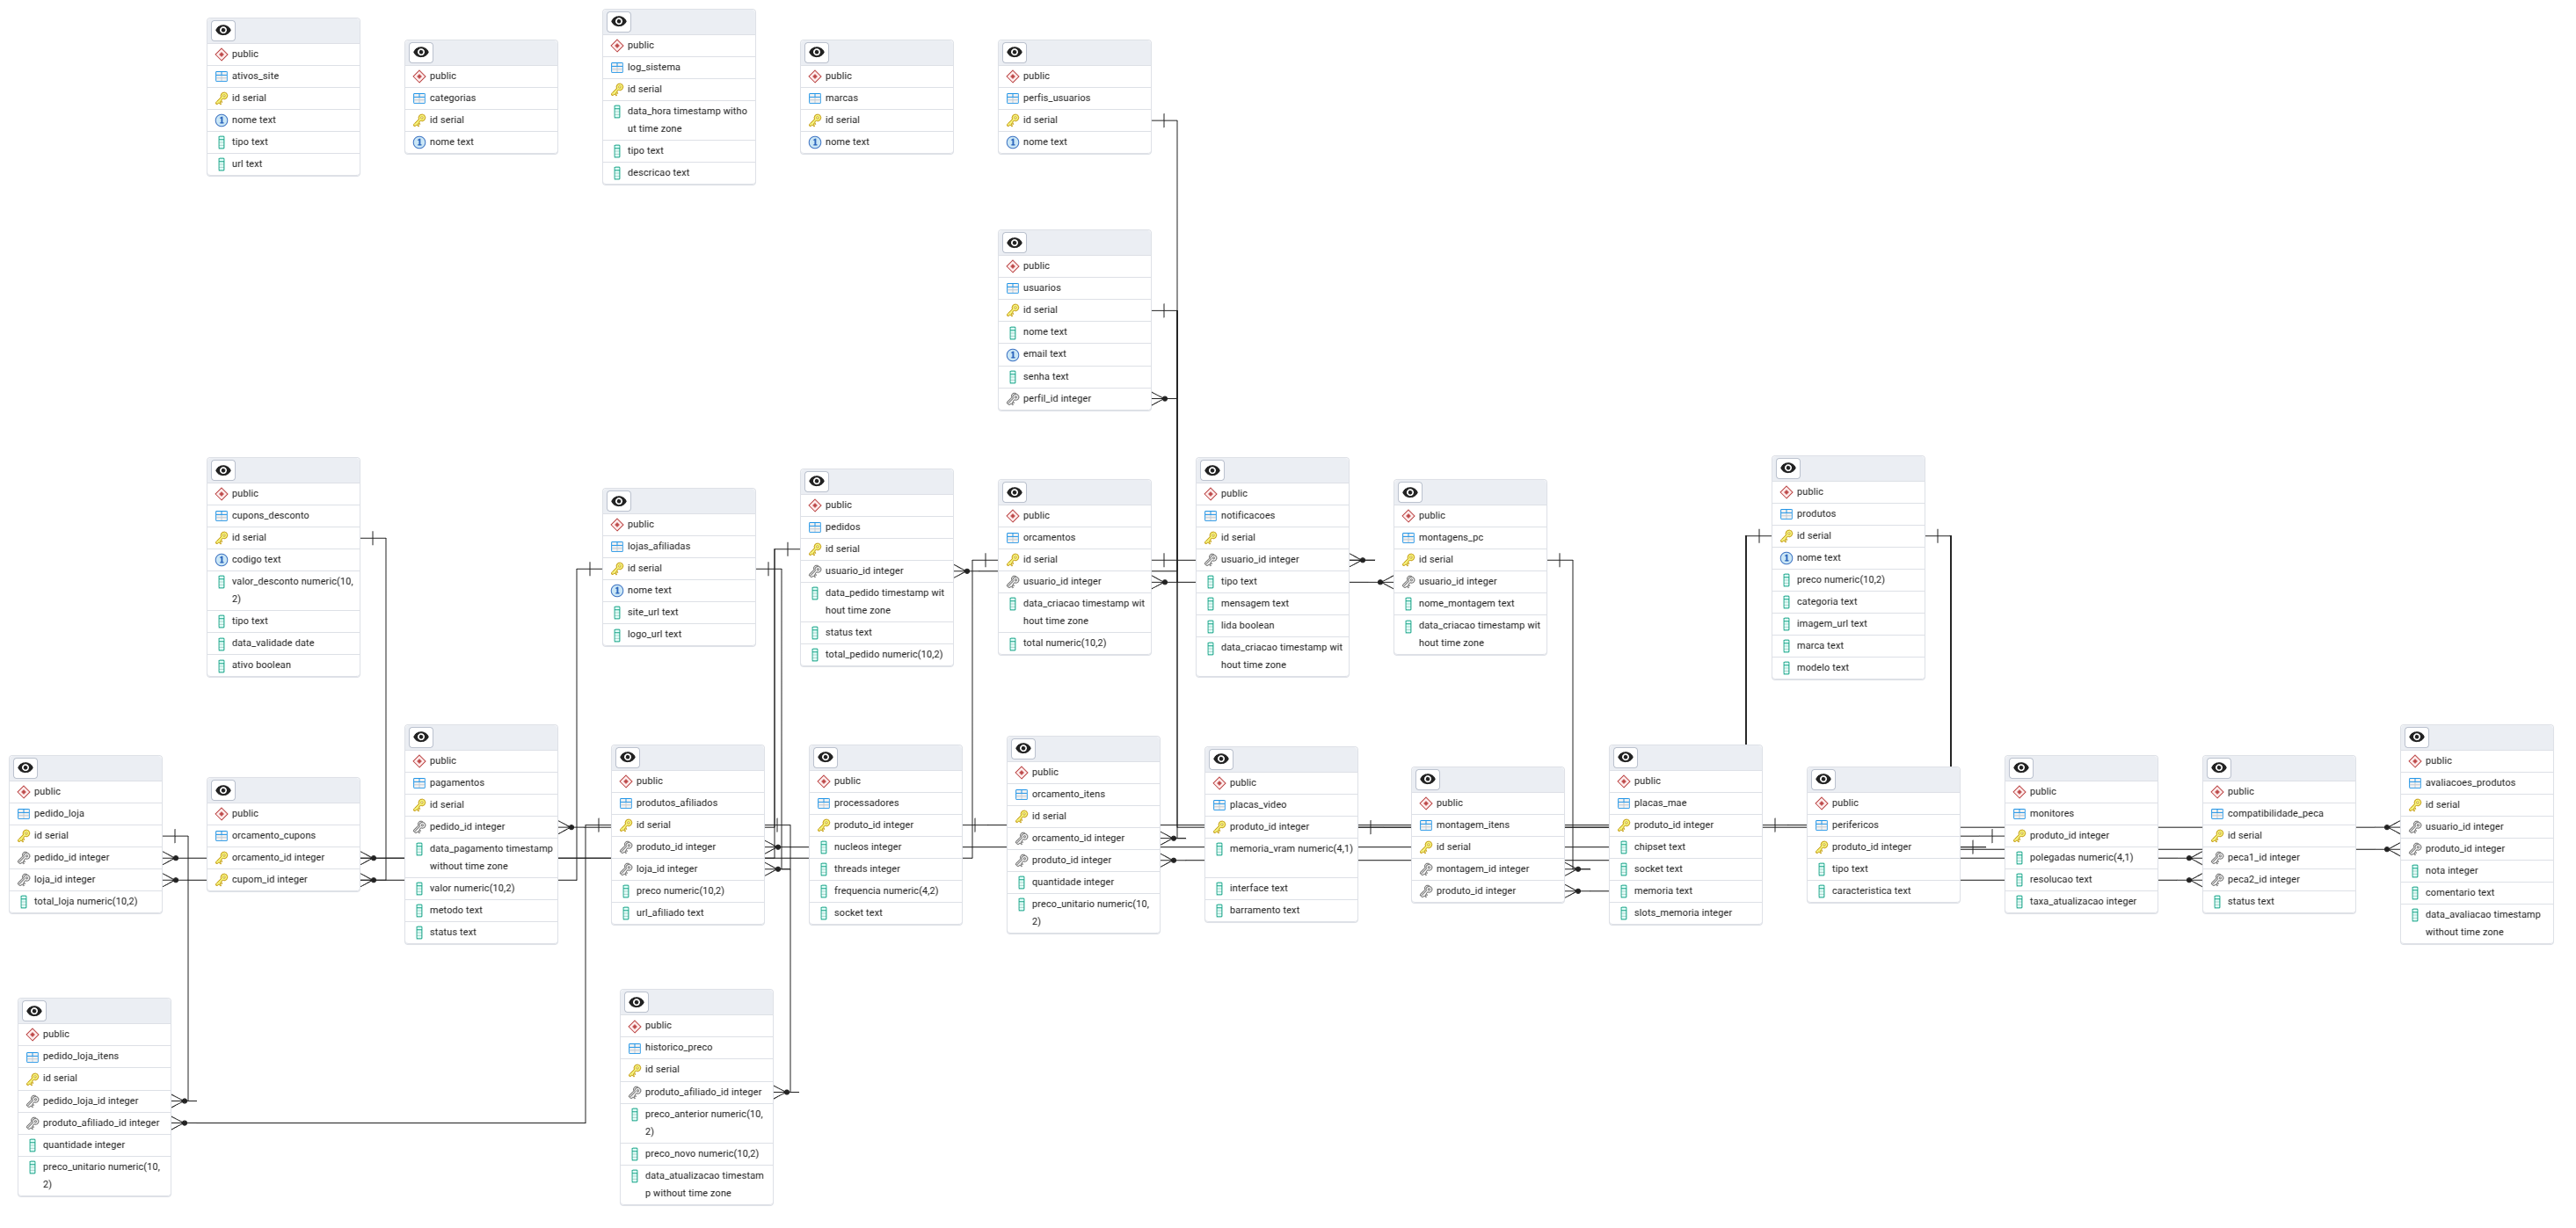 public
ativos_site
id serial
nome text
tipo text
url text
public
categorias
id serial
nome text
public
log_sistema
id serial
data_hora timestamp witho
ut time zone
tipo text
descricao text
public
marcas
id serial
nome text
public
perfis_usuarios
id serial
nome text
public
usuarios
id serial
nome text
email text
senha text
perfil_id integer
public
cupons_desconto
id serial
codigo text
valor_desconto numeric(10,
2)
tipo text
data_validade date
ativo boolean
public
lojas_afiliadas
id serial
nome text
site_url text
logo_url text
public
pedidos
id serial
usuario_id integer
data_pedido timestamp wit
hout time zone
status text
total_pedido numeric(10,2)
public
orcamentos
id serial
usuario_id integer
data_criacao timestamp wit
hout time zone
total numeric(10,2)
public
notificacoes
id serial
usuario_id integer
tipo text
mensagem text
lida boolean
data_criacao timestamp wit
hout time zone
public
montagens_pc
id serial
usuario_id integer
nome_montagem text
data_criacao timestamp wit
hout time zone
public
produtos
id serial
nome text
preco numeric(10,2)
categoria text
imagem_url text
marca text
modelo text
public
pedido_loja
id serial
pedido_id integer
loja_id integer
total_loja numeric(10,2)
public
orcamento_cupons
orcamento_id integer
cupom_id integer
public
pagamentos
id serial
pedido_id integer
data_pagamento timestamp
without time zone
valor numeric(10,2)
metodo text
status text
public
produtos_afiliados
id serial
produto_id integer
loja_id integer
preco numeric(10,2)
url_afiliado text
public
processadores
produto_id integer
nucleos integer
threads integer
frequencia numeric(4,2)
socket text
public
orcamento_itens
id serial
orcamento_id integer
produto_id integer
quantidade integer
preco_unitario numeric(10,
2)
public
placas_video
produto_id integer
memoria_vram numeric(4,1)
interface text
barramento text
public
montagem_itens
id serial
montagem_id integer
produto_id integer
public
placas_mae
produto_id integer
chipset text
socket text
memoria text
slots_memoria integer
public
perifericos
produto_id integer
tipo text
caracteristica text
public
monitores
produto_id integer
polegadas numeric(4,1)
resolucao text
taxa_atualizacao integer
public
compatibilidade_peca
id serial
peca1_id integer
peca2_id integer
status text
public
avaliacoes_produtos
id serial
usuario_id integer
produto_id integer
nota integer
comentario text
data_avaliacao timestamp
without time zone
public
pedido_loja_itens
id serial
pedido_loja_id integer
produto_afiliado_id integer
quantidade integer
preco_unitario numeric(10,
2)
public
historico_preco
id serial
produto_afiliado_id integer
preco_anterior numeric(10,
2)
preco_novo numeric(10,2)
data_atualizacao timestam
p without time zone